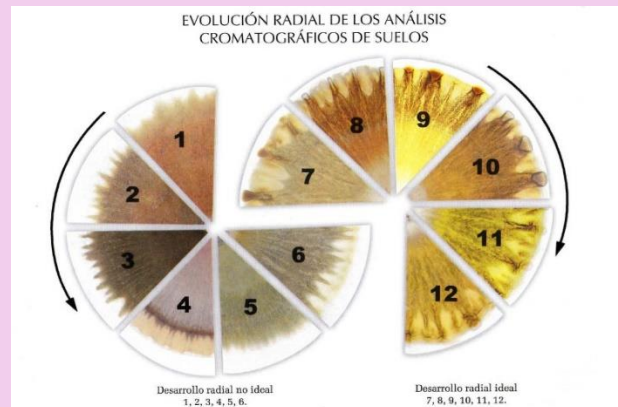 EVOLUCIÓN RADIAL DE LOS ANÁLISIS
CROMATOGRÁFICOS DE SUELOS
1
2
3
4
5
6
7
8
9
10
11
12
Desarrollo radial no ideal
1, 2, 3, 4, 5, 6.
Desarrollo radial ideal
7, 8, 9, 10, 11, 12.